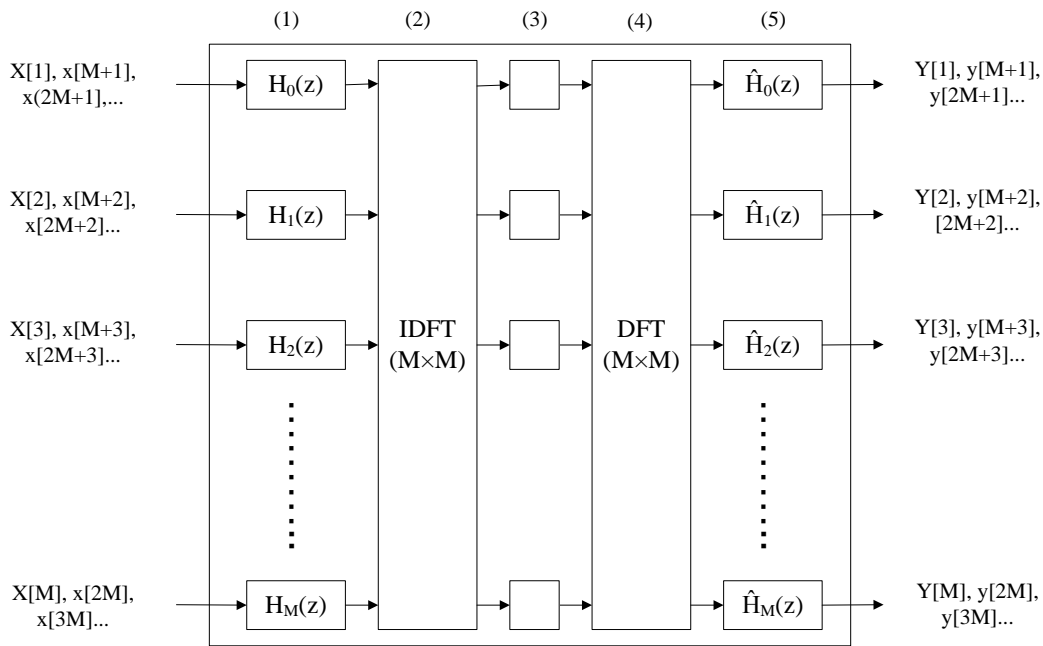 (1) (2) (3) (4) (5)
X[1], x[M+1],
x(2M+1],...
H₀(z)
Ĥ₀(z)
Y[1], y[M+1],
y[2M+1]...
X[2], x[M+2],
x[2M+2]...
H₁(z)
Ĥ₁(z)
Y[2], y[M+2],
[2M+2]...
X[3], x[M+3],
x[2M+3]...
H₂(z)
IDFT
(M×M)
DFT
(M×M)
Ĥ₂(z)
Y[3], y[M+3],
y[2M+3]...
X[M], x[2M],
x[3M]...
H_M(z)
Ĥ_M(z)
Y[M], y[2M],
y[3M]...